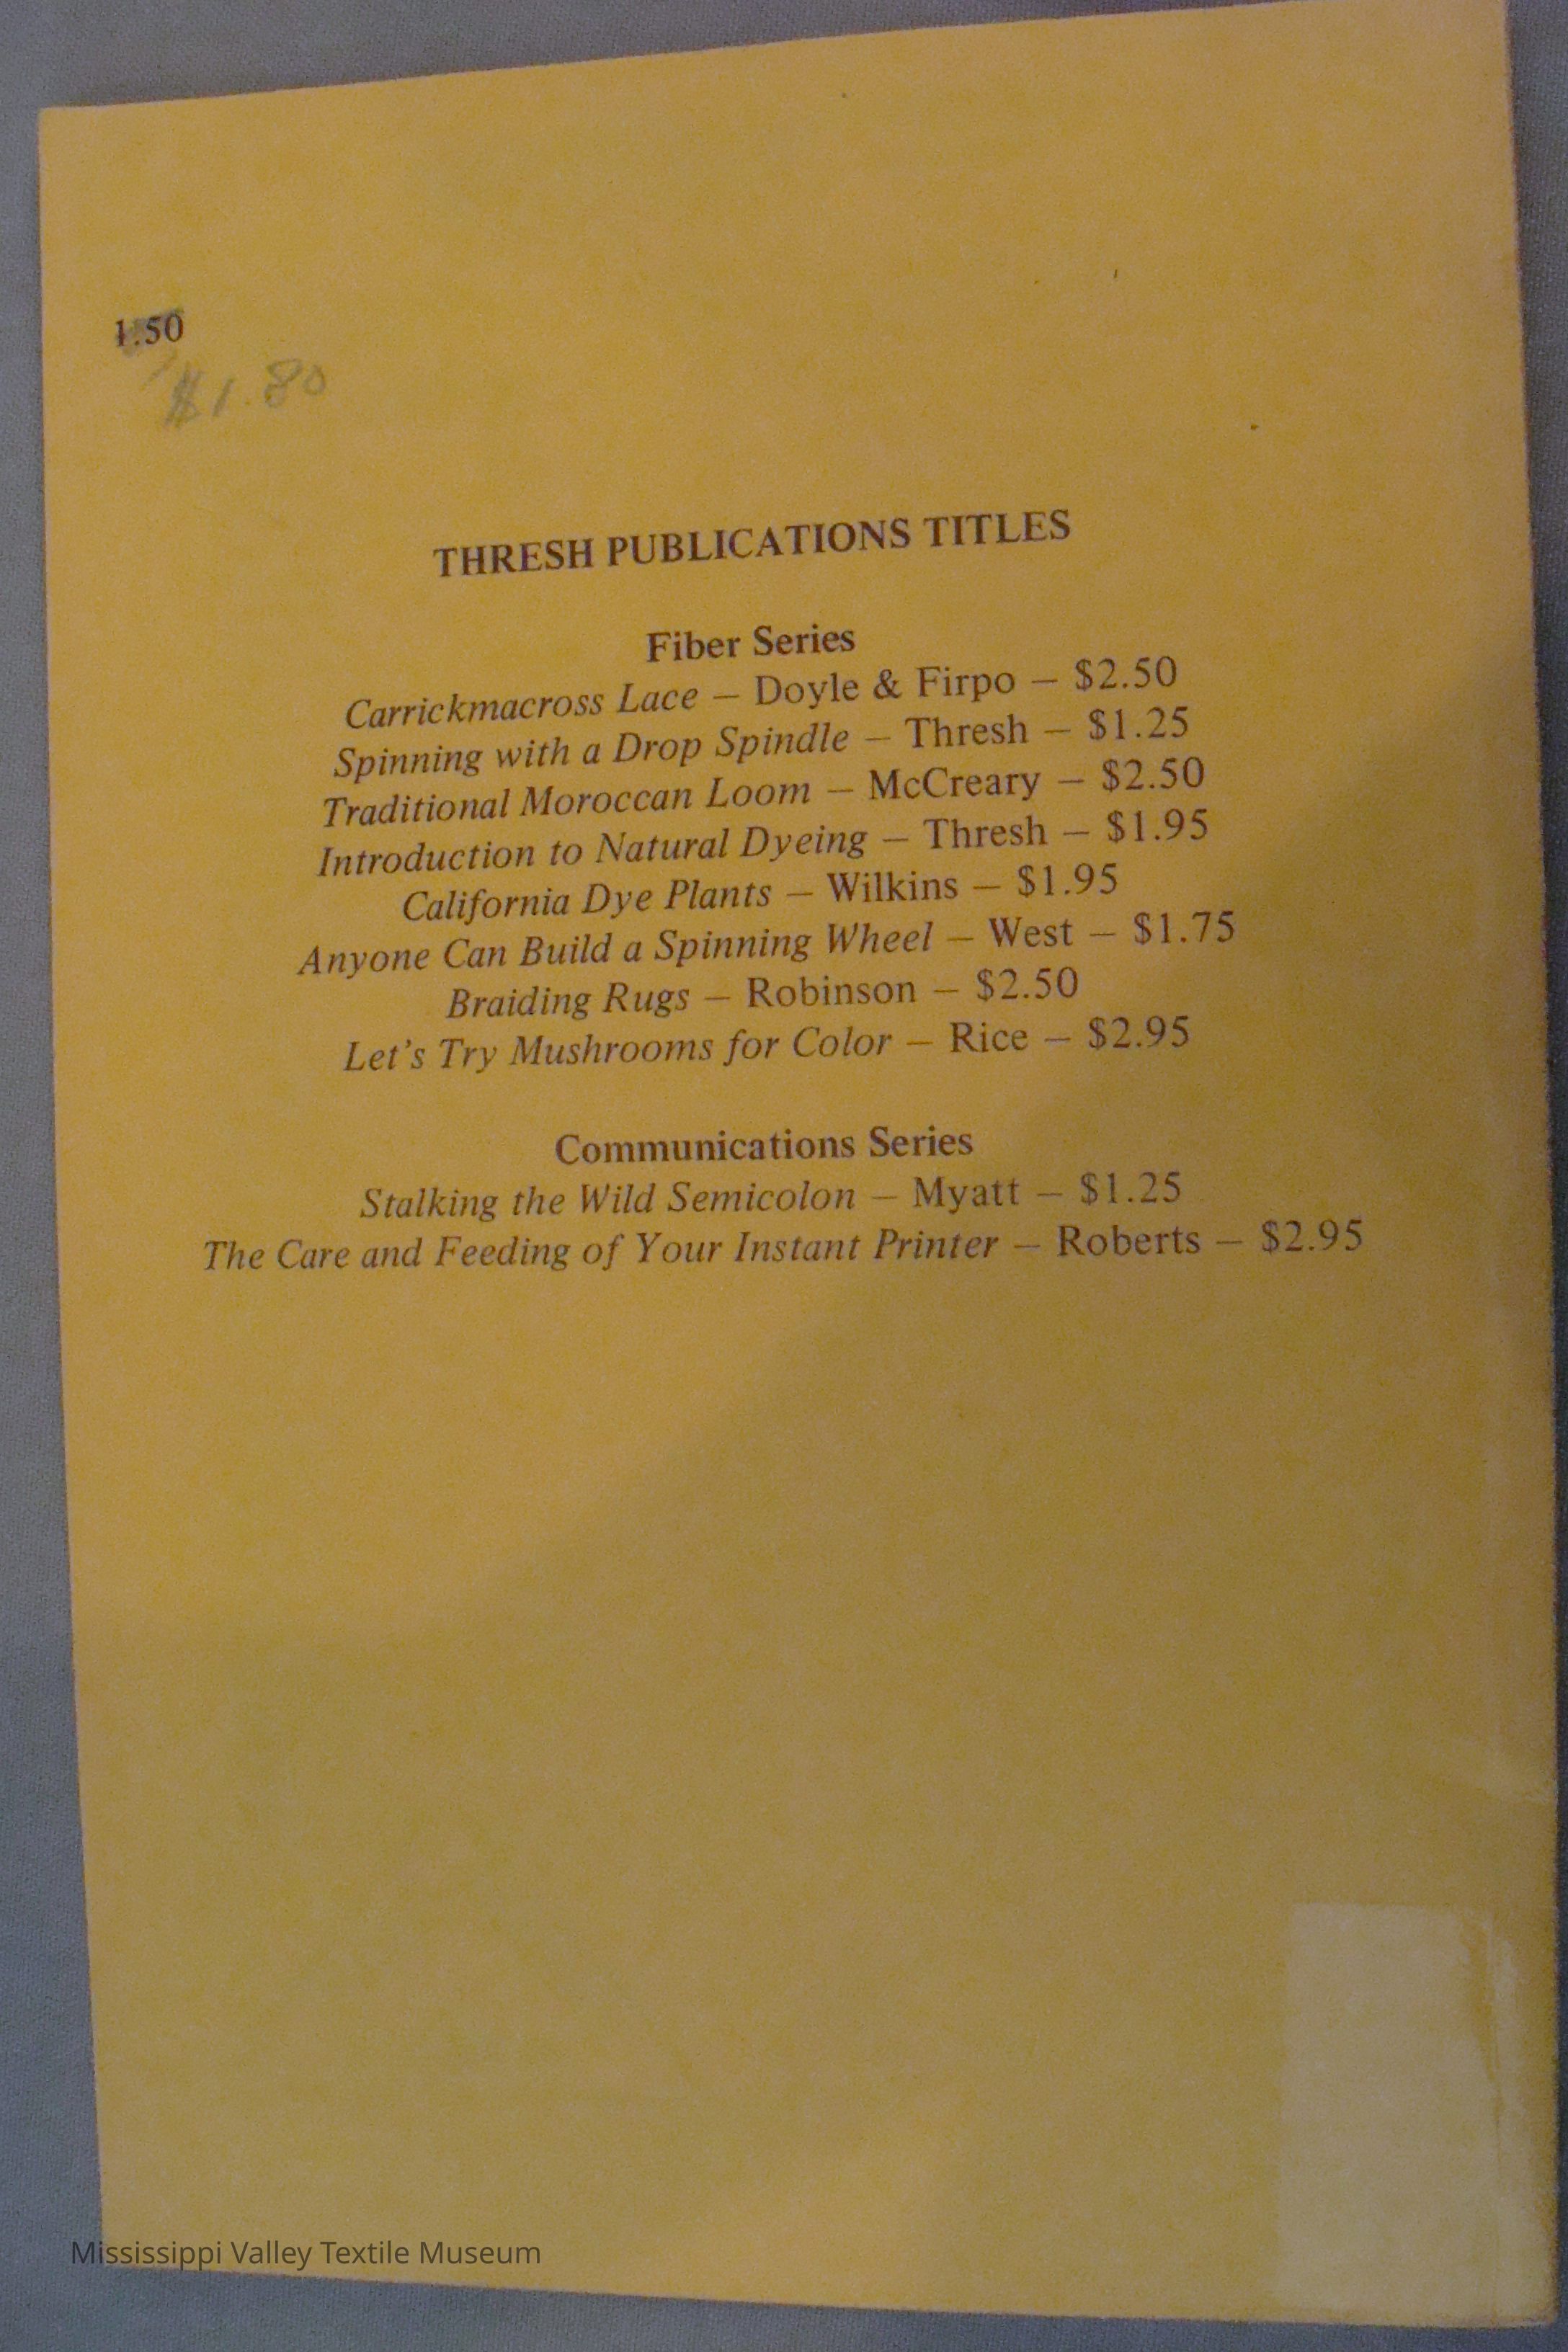 1.50
$1.80
THRESH PUBLICATIONS TITLES
Fiber Series
Carrickmacross Lace — Doyle & Firpo — $2.50
Spinning with a Drop Spindle — Thresh — $1.25
Traditional Moroccan Loom — McCreary — $2.50
Introduction to Natural Dyeing — Thresh — $1.95
California Dye Plants — Wilkins — $1.95
Anyone Can Build a Spinning Wheel — West — $1.75
Braiding Rugs — Robinson — $2.50
Let's Try Mushrooms for Color — Rice — $2.95
Communications Series
Stalking the Wild Semicolon — Myatt — $1.25
The Care and Feeding of Your Instant Printer — Roberts — $2.95
Mississippi Valley Textile Museum